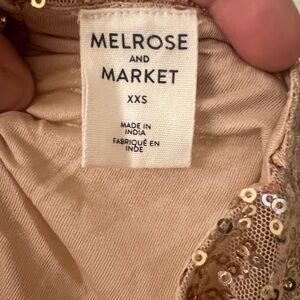 MELROSE
AND
MARKET
XXS
MADE IN
INDIA
FABRIQUÉ EN
INDE